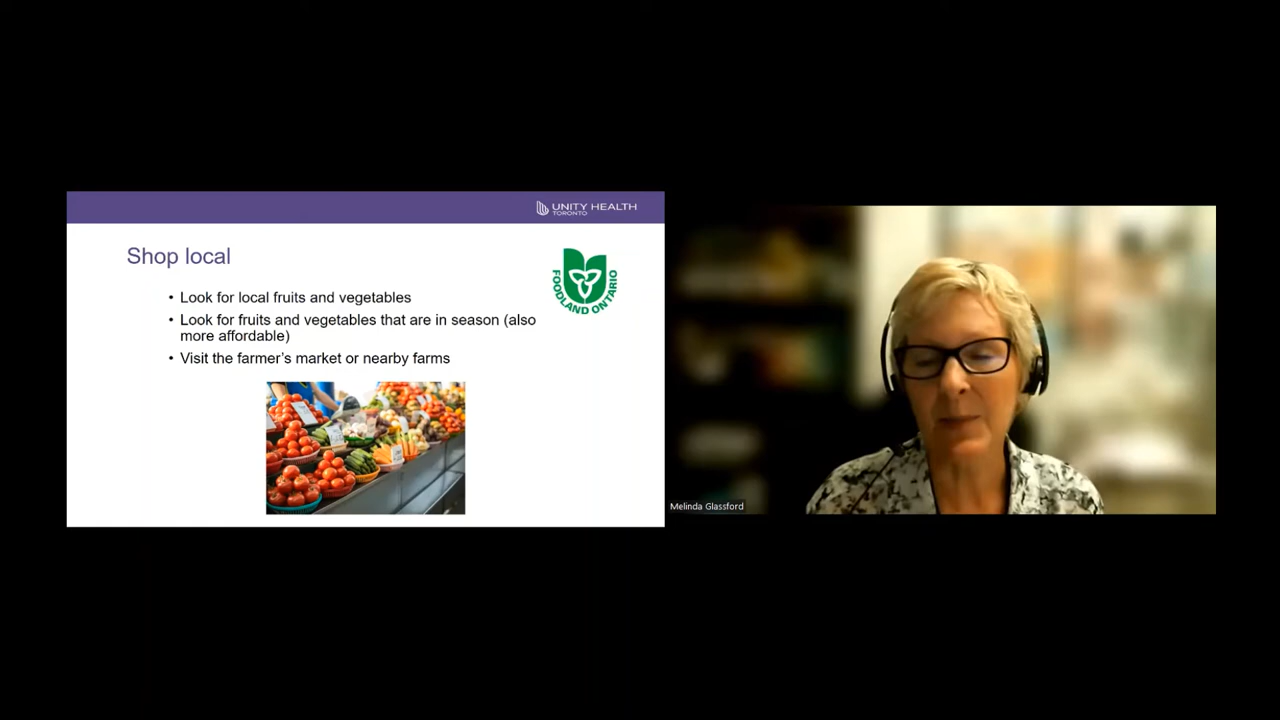 UNITY HEALTH
TORONTO
Shop local
FOODLAND ONTARIO
• Look for local fruits and vegetables
• Look for fruits and vegetables that are in season (also
more affordable)
• Visit the farmer's market or nearby farms
Melinda Glassford